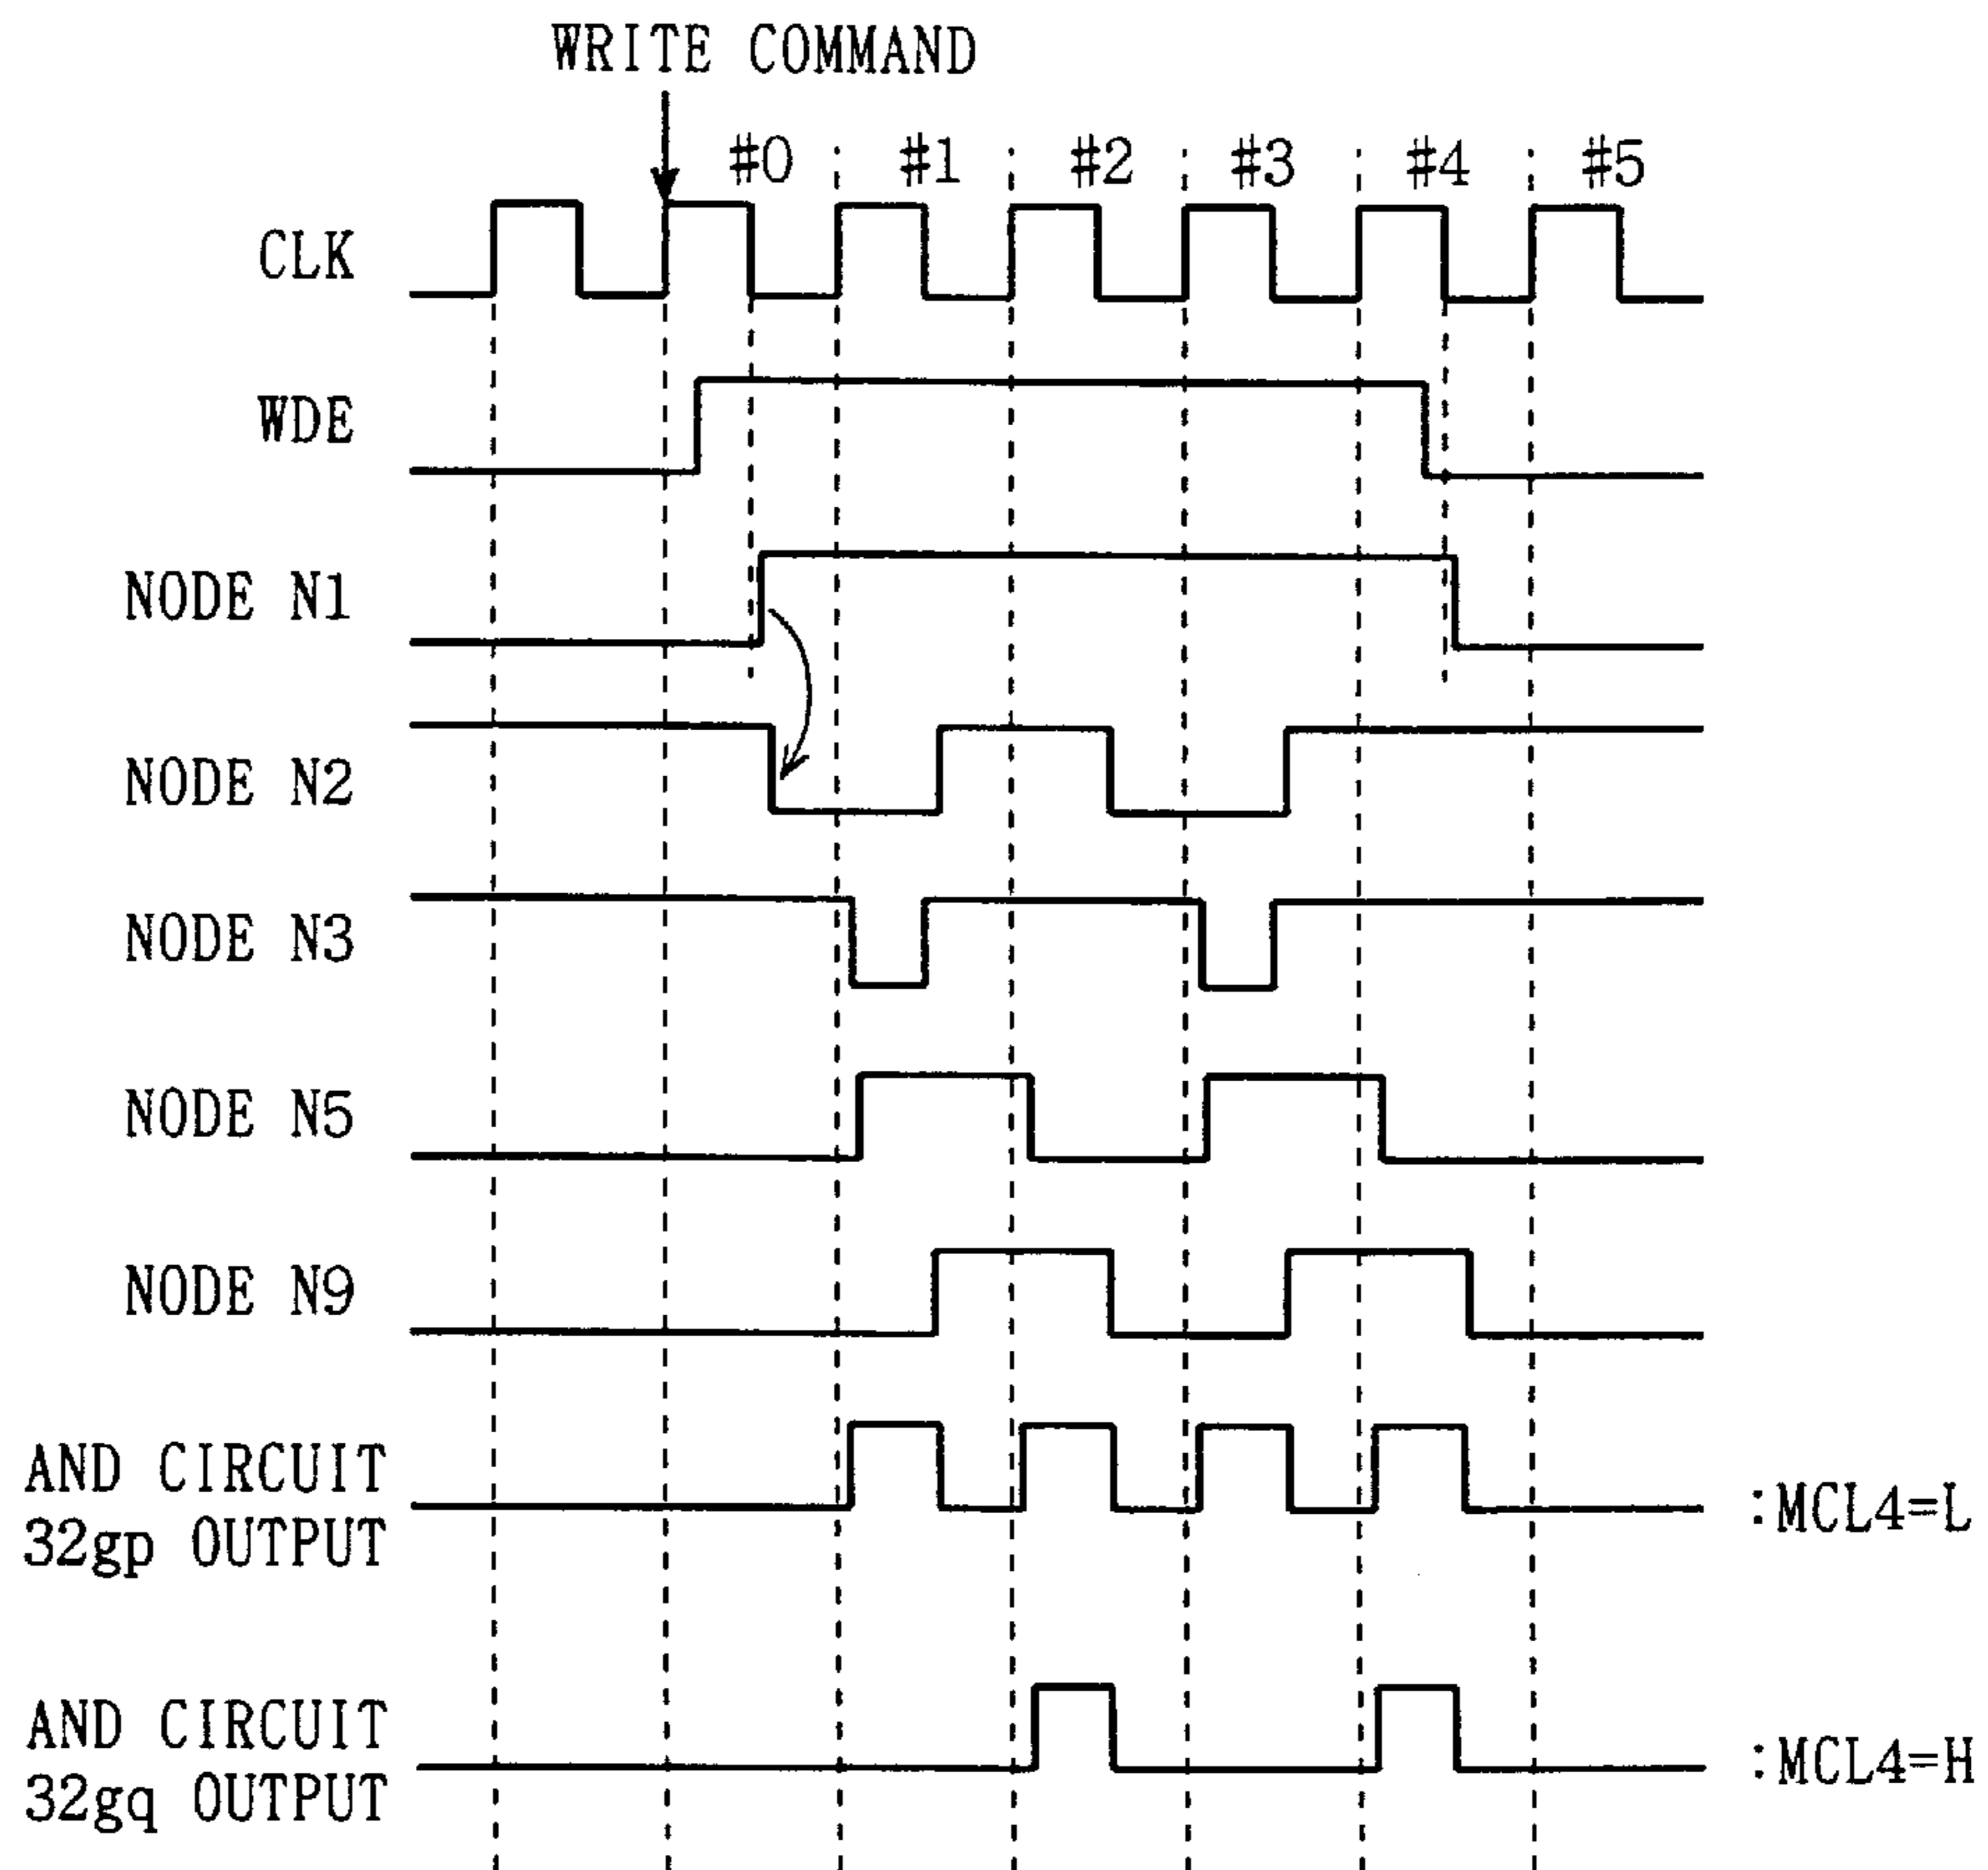 WRITE COMMAND
#0 #1 #2 #3 #4 #5
CLK
WDE
NODE N1
NODE N2
NODE N3
NODE N5
NODE N9
AND CIRCUIT
32gp OUTPUT
:MCL4=L
AND CIRCUIT
32gq OUTPUT
:MCL4=H